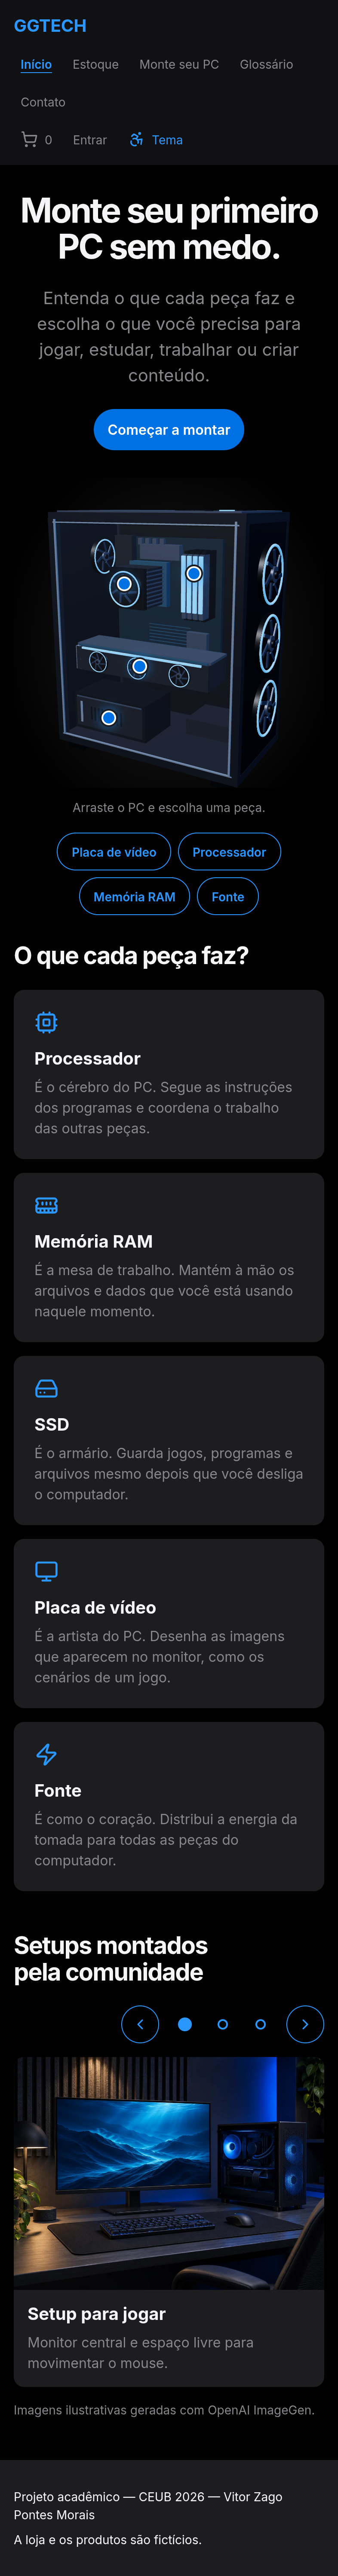 GGTECH
Início Estoque Monte seu PC Glossário
Contato
0 Entrar Tema
Monte seu primeiro
PC sem medo.
Entenda o que cada peça faz e
escolha o que você precisa para
jogar, estudar, trabalhar ou criar
conteúdo.
Começar a montar
Arraste o PC e escolha uma peça.
Placa de vídeo Processador
Memória RAM Fonte
O que cada peça faz?
Processador
É o cérebro do PC. Segue as instruções
dos programas e coordena o trabalho
das outras peças.
Memória RAM
É a mesa de trabalho. Mantém à mão os
arquivos e dados que você está usando
naquele momento.
SSD
É o armário. Guarda jogos, programas e
arquivos mesmo depois que você desliga
o computador.
Placa de vídeo
É a artista do PC. Desenha as imagens
que aparecem no monitor, como os
cenários de um jogo.
Fonte
É como o coração. Distribui a energia da
tomada para todas as peças do
computador.
Setups montados
pela comunidade
Setup para jogar
Monitor central e espaço livre para
movimentar o mouse.
Imagens ilustrativas geradas com OpenAI ImageGen.
Projeto acadêmico — CEUB 2026 — Vitor Zago
Pontes Morais
A loja e os produtos são fictícios.